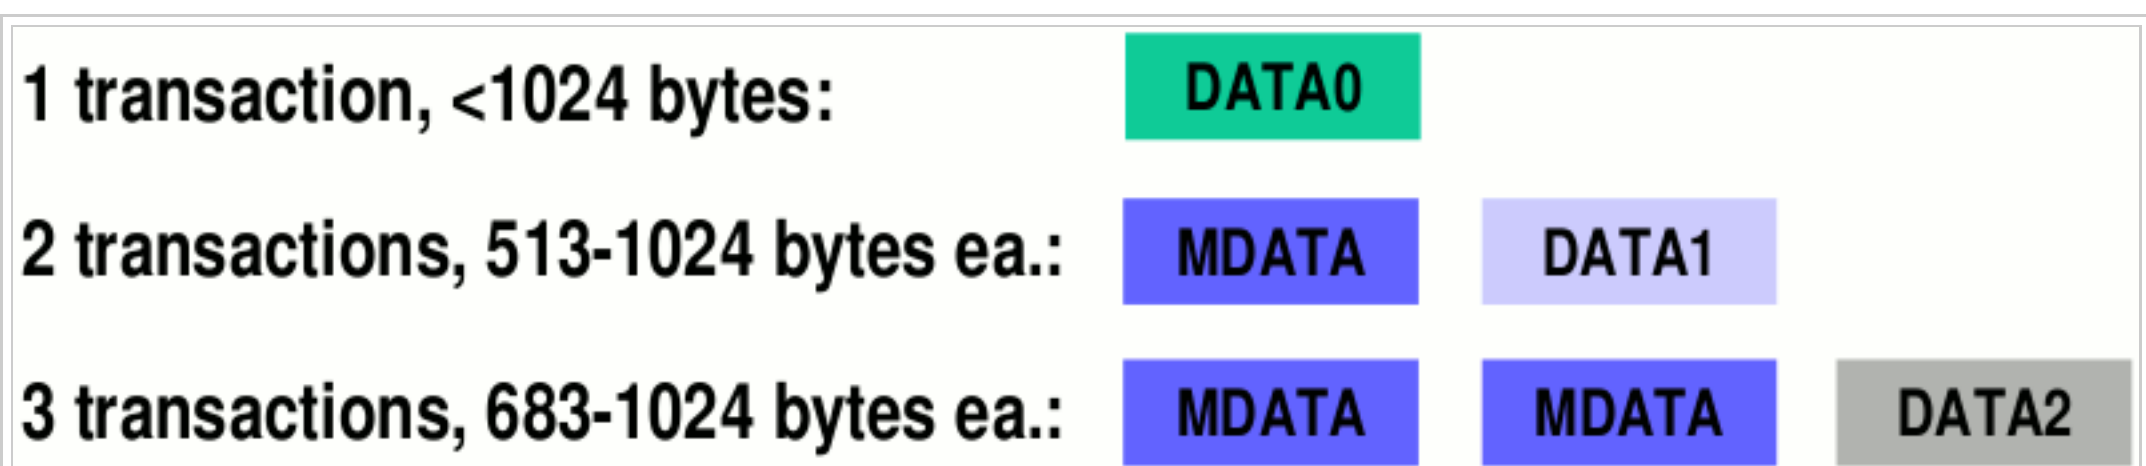 1 transaction, <1024 bytes: DATA0
2 transactions, 513-1024 bytes ea.: MDATA DATA1
3 transactions, 683-1024 bytes ea.: MDATA MDATA DATA2